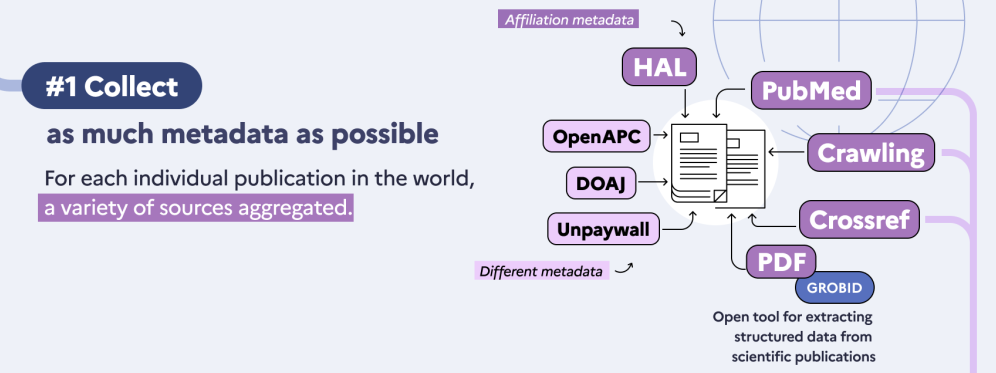 Affiliation metadata
#1 Collect
as much metadata as possible
For each individual publication in the world,
a variety of sources aggregated.
HAL
PubMed
OpenAPC
Crawling
DOAJ
Crossref
Unpaywall
PDF
Different metadata
GROBID
Open tool for extracting
structured data from
scientific publications